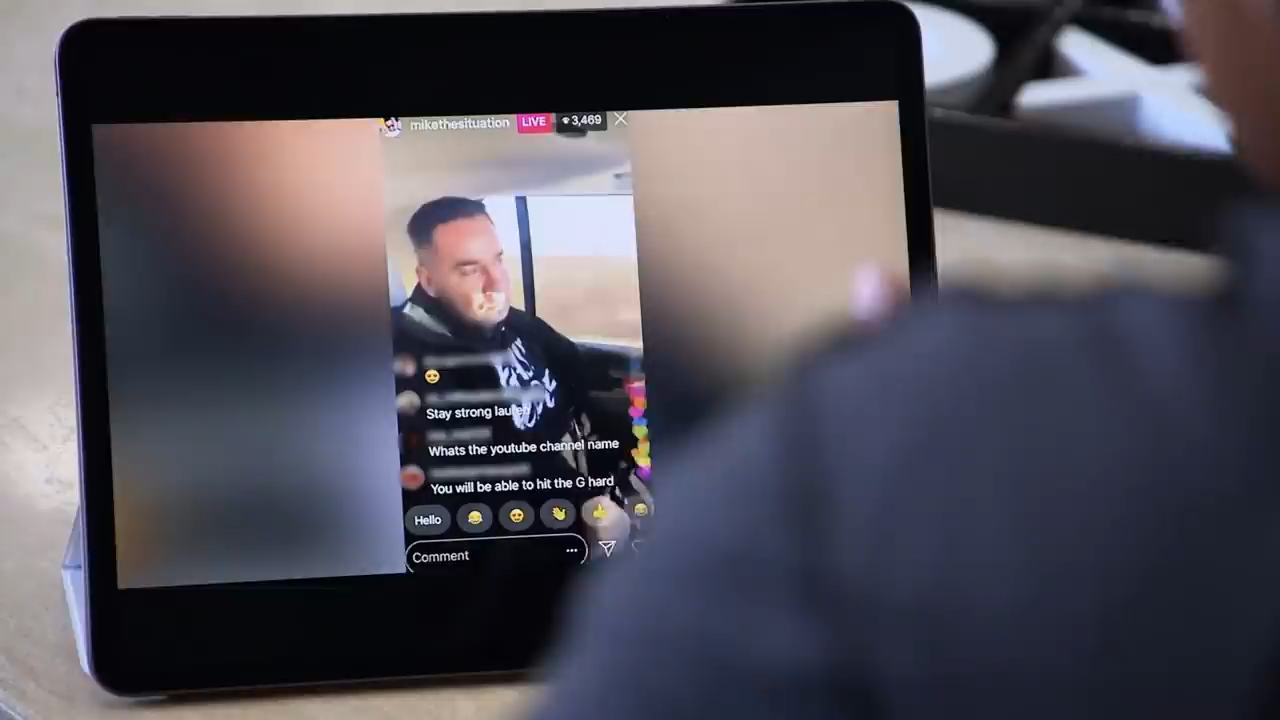 mikethesituation LIVE 3,469
Stay strong lauren
Whats the youtube channel name
You will be able to hit the G hard
Hello
Comment